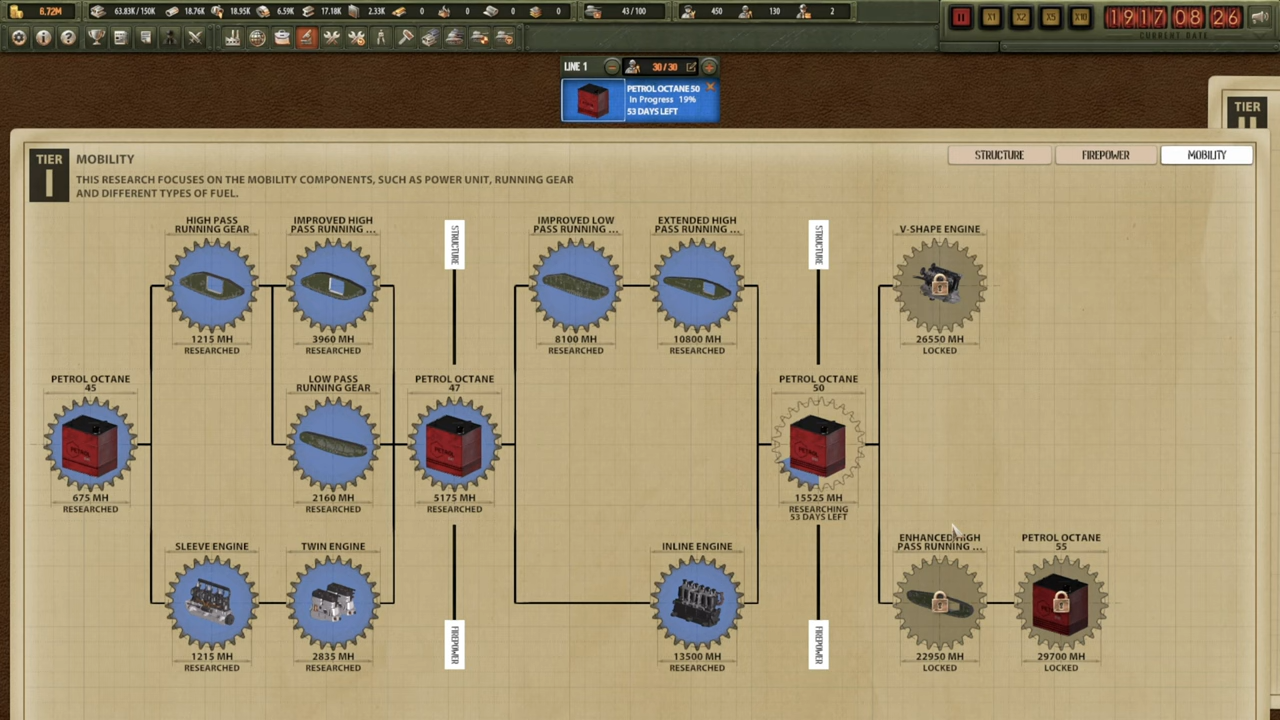 8.72M 63.83K / 150K 18.76K 18.95K 6.59K 17.18K 2.33K 0 0 0 0 43 / 100 450 130 2
X1 X2 X5 X10 1917 08 26
CURRENT DATE
LINE 1 30 / 30
PETROL OCTANE 50
In Progress 19%
53 DAYS LEFT
TIER
II
TIER
I
MOBILITY
THIS RESEARCH FOCUSES ON THE MOBILITY COMPONENTS, SUCH AS POWER UNIT, RUNNING GEAR
AND DIFFERENT TYPES OF FUEL.
STRUCTURE FIREPOWER MOBILITY
HIGH PASS
RUNNING GEAR
1215 MH
RESEARCHED
IMPROVED HIGH
PASS RUNNING ...
3960 MH
RESEARCHED
STRUCTURE
IMPROVED LOW
PASS RUNNING ...
8100 MH
RESEARCHED
EXTENDED HIGH
PASS RUNNING ...
10800 MH
RESEARCHED
STRUCTURE
V-SHAPE ENGINE
26550 MH
LOCKED
PETROL OCTANE
45
PETROL
675 MH
RESEARCHED
LOW PASS
RUNNING GEAR
2160 MH
RESEARCHED
PETROL OCTANE
47
PETROL
5175 MH
RESEARCHED
PETROL OCTANE
50
PETROL
15525 MH
RESEARCHING
53 DAYS LEFT
SLEEVE ENGINE
1215 MH
RESEARCHED
TWIN ENGINE
2835 MH
RESEARCHED
FIREPOWER
INLINE ENGINE
13500 MH
RESEARCHED
FIREPOWER
ENHANCED HIGH
PASS RUNNING ...
22950 MH
LOCKED
PETROL OCTANE
55
29700 MH
LOCKED